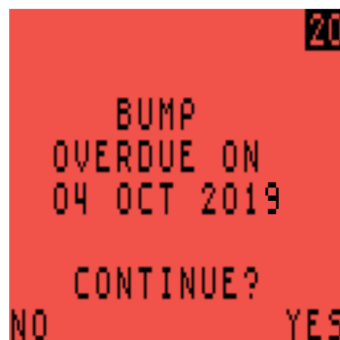 20
BUMP
OVERDUE ON
04 OCT 2019
CONTINUE?
NO YES